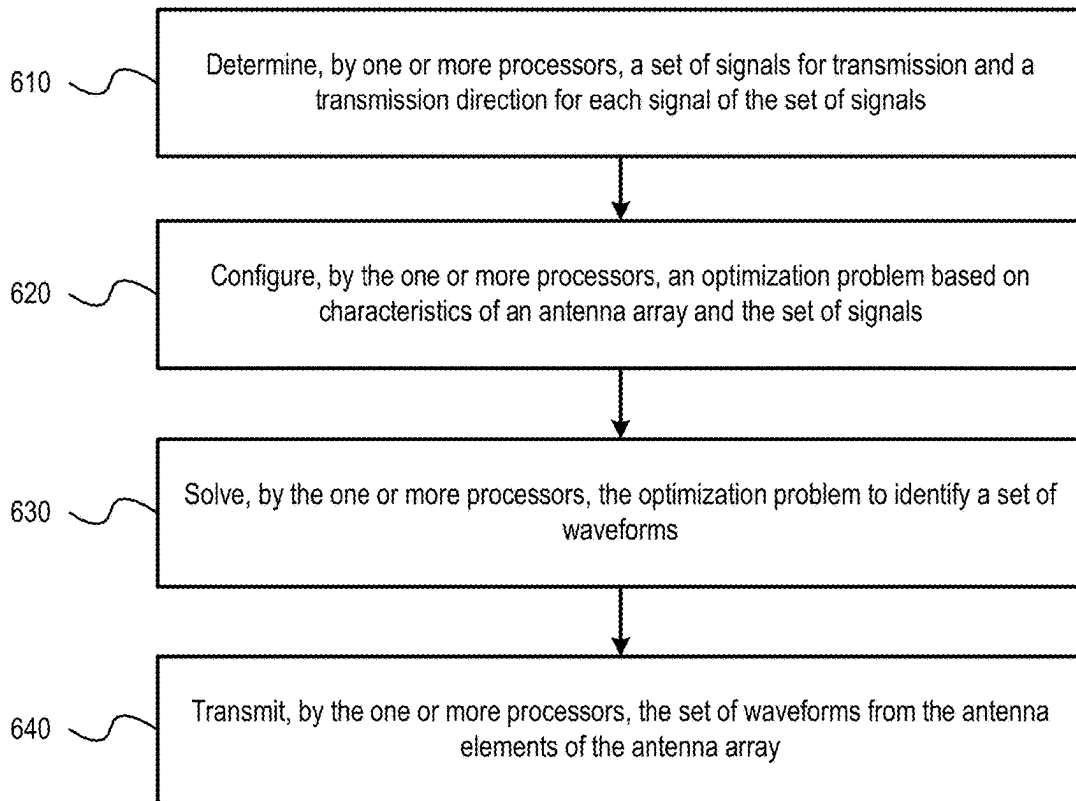 610
Determine, by one or more processors, a set of signals for transmission and a
transmission direction for each signal of the set of signals
620
Configure, by the one or more processors, an optimization problem based on
characteristics of an antenna array and the set of signals
630
Solve, by the one or more processors, the optimization problem to identify a set of
waveforms
640
Transmit, by the one or more processors, the set of waveforms from the antenna
elements of the antenna array